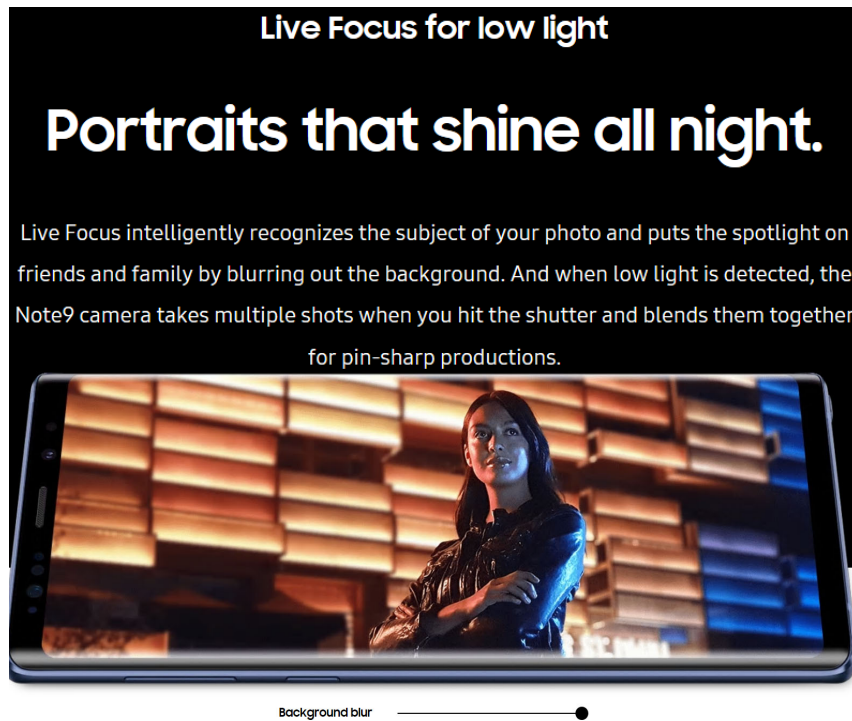 Live Focus for low light
Portraits that shine all night.
Live Focus intelligently recognizes the subject of your photo and puts the spotlight on
friends and family by blurring out the background. And when low light is detected, the
Note9 camera takes multiple shots when you hit the shutter and blends them together
for pin-sharp productions.
Background blur